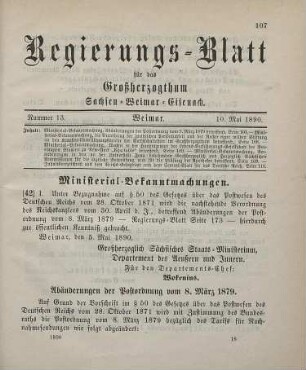 107
Regierungs-Blatt
für das
Großherzogthum
Sachsen-Weimar-Eisenach.
Nummer 13. Weimar. 10. Mai 1890.
Inhalt:
Ministerial-Bekanntmachungen.
[42] I. Unter Bezugnahme auf § 50 des Gesetzes über das Postwesen des
Deutschen Reichs vom 28. Oktober 1871 wird die nachstehende Verordnung des
Reichskanzlers vom 30. April d. J., betreffend Abänderungen der Postord-
nung vom 8. März 1879 — Regierungs-Blatt Seite 173 — hierdurch
zur öffentlichen Kenntniß gebracht.
Weimar, den 5. Mai 1890.
Großherzoglich Sächsisches Staats-Ministerium,
Departement des Aeußern und Innern.
Für den Departements-Chef:
Wokenius.
Abänderungen der Postordnung vom 8. März 1879.
Auf Grund der Vorschrift im § 50 des Gesetzes über das Postwesen des
Deutschen Reichs vom 28. Oktober 1871 wird mit Zustimmung des Bundes-
raths die Postordnung vom 8. März 1879 bezüglich des Tarifs für Nach-
nahmesendungen wie folgt abgeändert:
1890 19